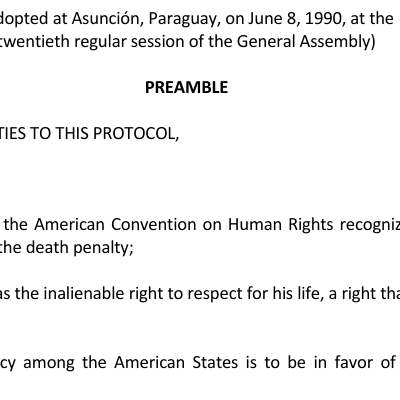 dopted at Asunción, Paraguay, on June 8, 1990, at the
twentieth regular session of the General Assembly)
PREAMBLE
TIES TO THIS PROTOCOL,
the American Convention on Human Rights recogniz
the death penalty;
as the inalienable right to respect for his life, a right tha
cy among the American States is to be in favor of